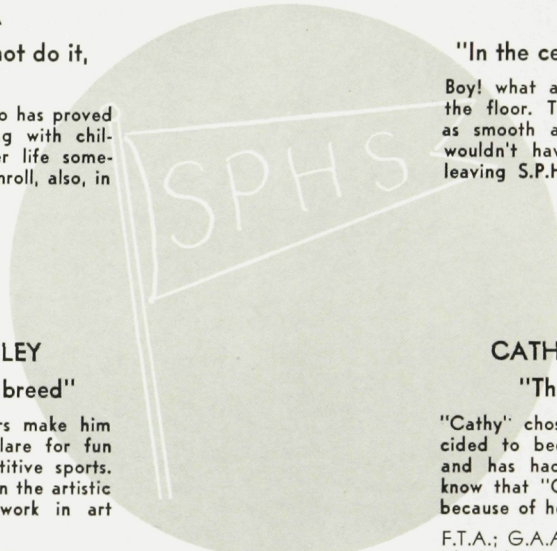 not do it,
o has proved
g with chil-
er life some-
nroll, also, in
SPHS
"In the ce
Boy! what a
the floor. T
as smooth a
wouldn't hav
leaving S.P.H
LEY
breed"
rs make him
lare for fun
titive sports.
n the artistic
work in art
CATH
"Th
"Cathy" chos
cided to bec
and has had
know that "C
because of he
F.T.A.; G.A.A